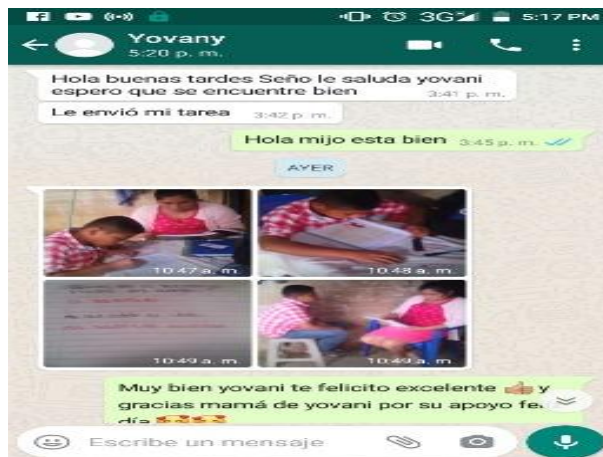 3G 5:17 PM
Yovany
5:20 p. m.
Hola buenas tardes Seño le saluda yovani
espero que se encuentre bien 3:41 p. m.
Le envió mi tarea 3:42 p. m.
Hola mijo esta bien 3:45 p. m.
AYER
10:47 a. m. 10:48 a. m.
10:49 a. m. 10:49 a. m.
Muy bien yovani te felicito excelente y
gracias mamá de yovani por su apoyo fe
día
Escribe un mensaje